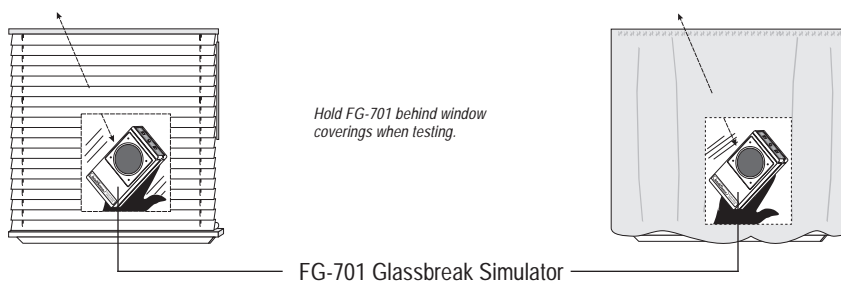 Hold FG-701 behind window
coverings when testing.
FG-701 Glassbreak Simulator